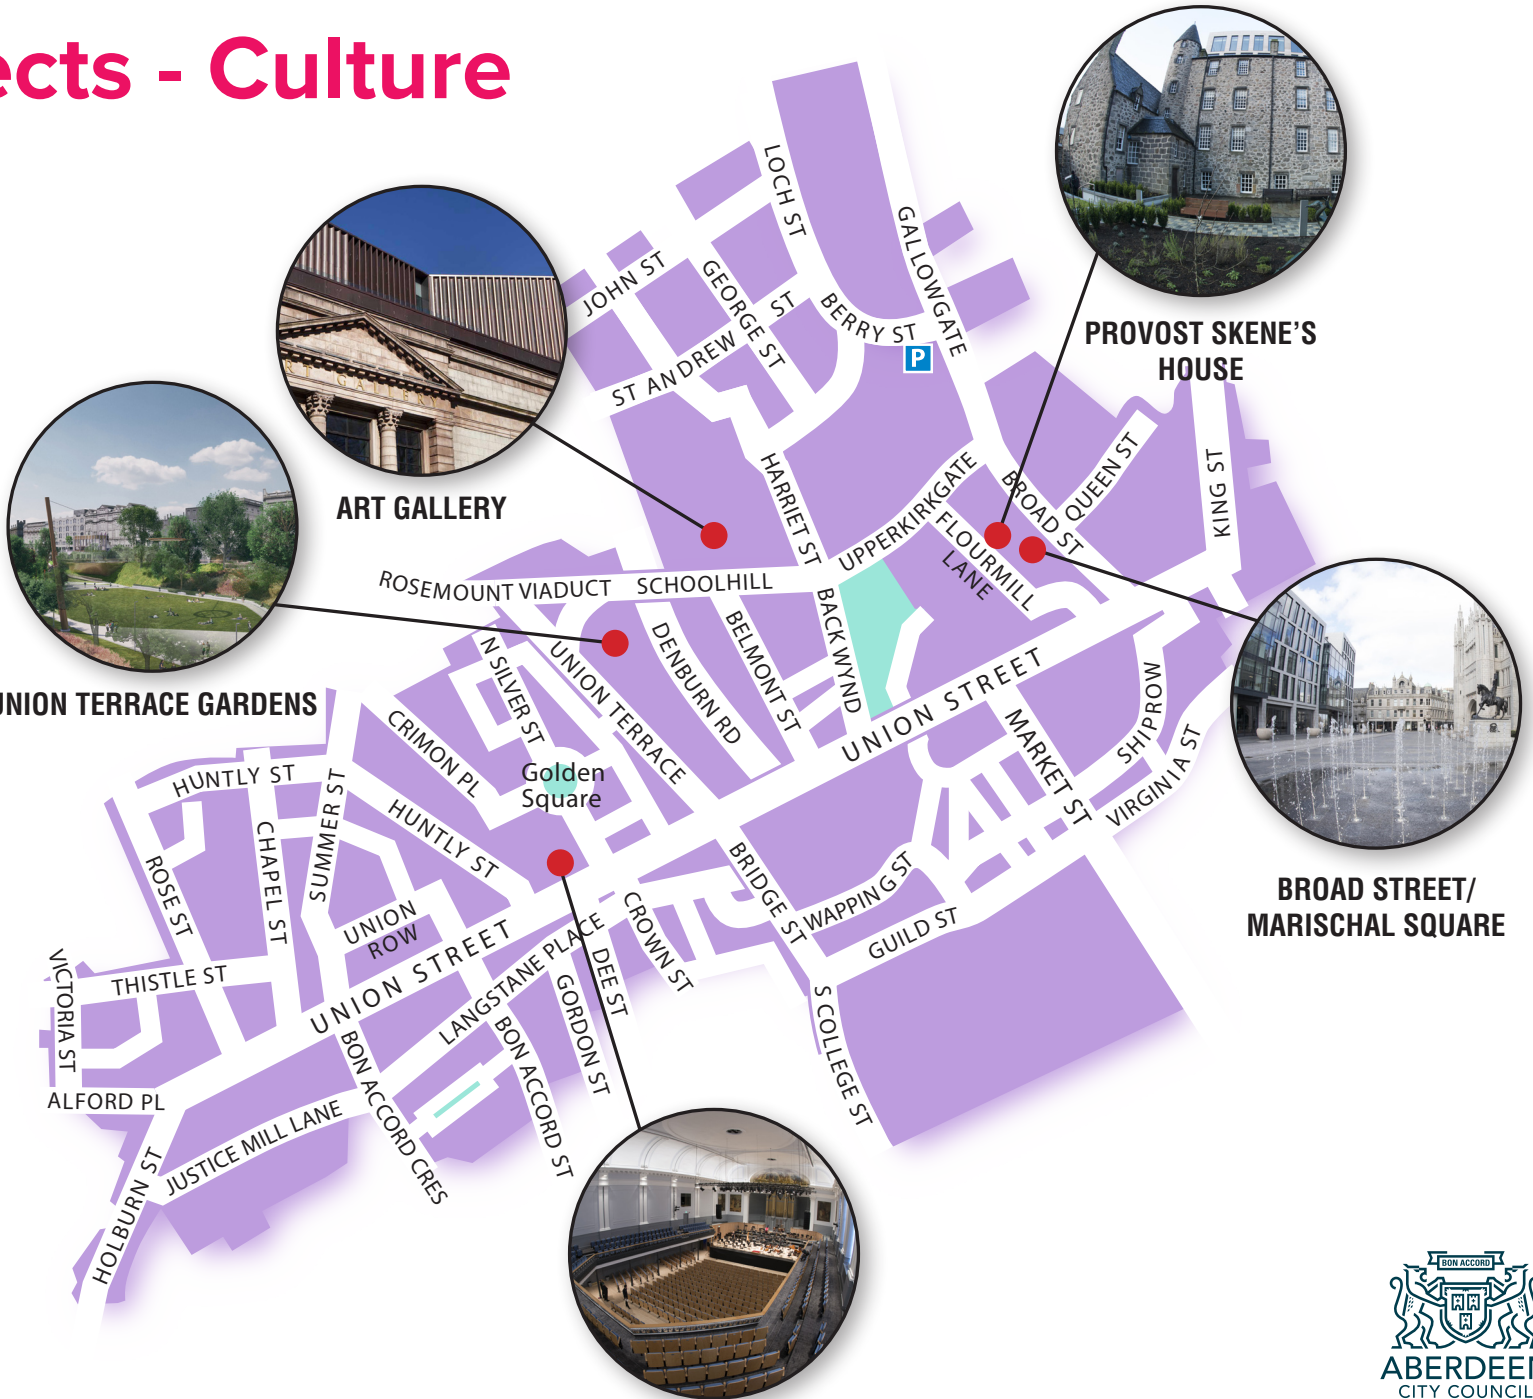 ects - Culture
LOCH ST
GALLOWGATE
JOHN ST
GEORGE ST
ST ANDREW ST
BERRY ST
P
PROVOST SKENE'S
HOUSE
ART GALLERY
ART GALLERY
HARRIET ST
UPPERKIRKGATE
BROAD ST
QUEEN ST
KING ST
FLOURMILL
LANE
ROSEMOUNT VIADUCT
SCHOOLHILL
BACK WYND
BELMONT ST
DENBURN RD
UNION TERRACE
N SILVER ST
UNION TERRACE GARDENS
CRIMON PL
Golden
Square
UNION STREET
MARKET ST
SHIPROW
VIRGINIA ST
HUNTLY ST
HUNTLY ST
SUMMER ST
CHAPEL ST
ROSE ST
UNION
ROW
BRIDGE ST
WAPPING ST
GUILD ST
BROAD STREET/
MARISCHAL SQUARE
CROWN ST
DEE ST
LANGSTANE PLACE
UNION STREET
GORDON ST
VICTORIA ST
THISTLE ST
S COLLEGE ST
BON ACCORD ST
BON ACCORD CRES
ALFORD PL
JUSTICE MILL LANE
HOLBURN ST
BON ACCORD
ABERDEEN
CITY COUNCIL